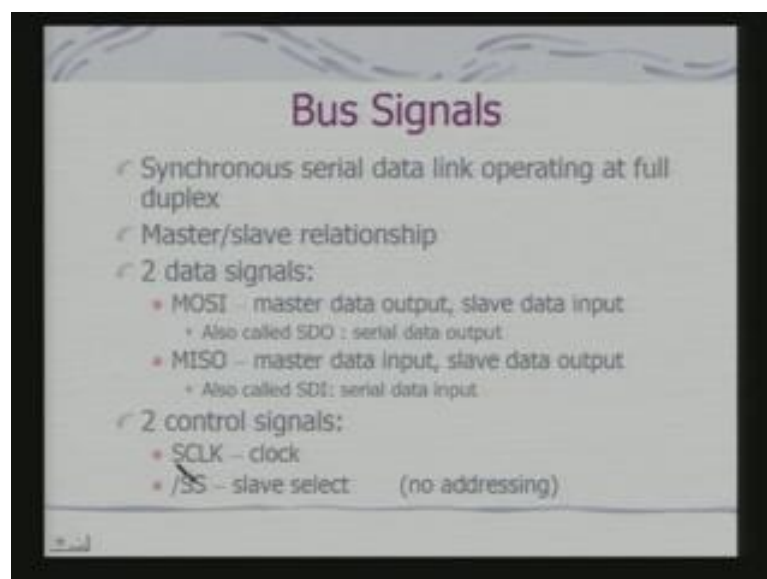 Bus Signals
Synchronous serial data link operating at full
duplex
Master/slave relationship
2 data signals:
MOSI – master data output, slave data input
Also called SDO : serial data output
MISO – master data input, slave data output
Also called SDI: serial data input
2 control signals:
SCLK – clock
/SS – slave select (no addressing)